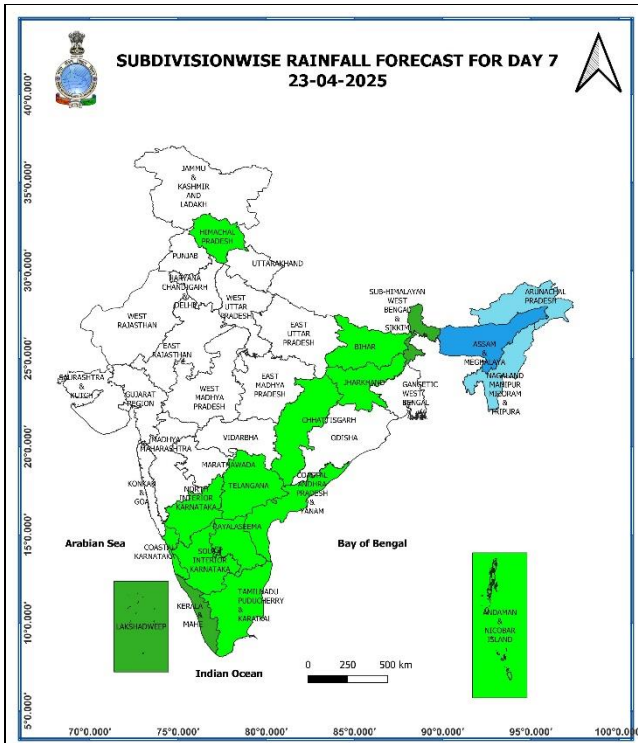 SUBDIVISIONWISE RAINFALL FORECAST FOR DAY 7
23-04-2025
40°0.000'
35°0.000'
30°0.000'
25°0.000'
20°0.000'
15°0.000'
10°0.000'
5°0.000'
JAMMU
&
KASHMIR
AND
LADAKH
HIMACHAL
PRADESH
PUNJAB
UTTARAKHAND
HARYANA
CHANDIGARH
&
DELHI
WEST
RAJASTHAN
WEST
UTTAR
PRADESH
EAST
RAJASTHAN
EAST
UTTAR
PRADESH
SUB-HIMALAYAN
WEST
BENGAL
&
SIKKIM
ARUNACHAL
PRADESH
ASSAM
&
MEGHALAYA
NAGALAND
MANIPUR
MIZORAM
&
TRIPURA
BIHAR
JHARKHAND
GANGETIC
WEST
BENGAL
SAURASHTRA
&
KUTCH
GUJARAT
REGION
WEST
MADHYA
PRADESH
EAST
MADHYA
PRADESH
CHHATTISGARH
ODISHA
VIDARBHA
MADHYA
MAHARASHTRA
MARATHAWADA
KONKAN
&
GOA
TELANGANA
COASTAL
ANDHRA
PRADESH
&
YANAM
NORTH
INTERIOR
KARNATAKA
RAYALASEEMA
COASTAL
KARNATAKA
SOUTH
INTERIOR
KARNATAKA
TAMILNADU
PUDUCHERRY
&
KARAIKAL
KERALA
&
MAHE
LAKSHADWEEP
ANDAMAN
&
NICOBAR
ISLAND
Arabian Sea
Bay of Bengal
Indian Ocean
0 250 500 km
70°0.000' 75°0.000' 80°0.000' 85°0.000' 90°0.000' 95°0.000' 100°0.000'